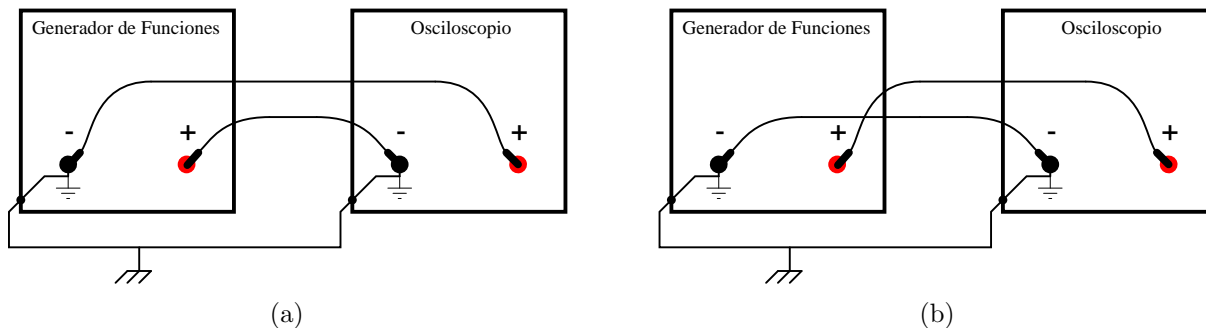 Generador de Funciones
Osciloscopio
- + - +
(a)
Generador de Funciones
Osciloscopio
- + - +
(b)